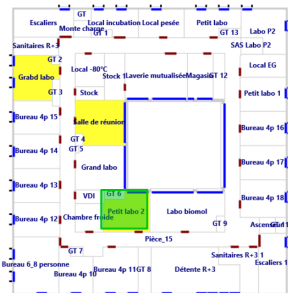 GT
Escaliers
Monte charge
Local incubation
Local pesée
Petit labo
GT 1
GT 13
Labo P2
Sanitaires R+3
SAS Labo P2
GT 2
Local -80°C
Local EG
Stock 1
Laverie mutualisée
Magasin
GT 12
Grabd labo
GT 3
Stock
Petit labo 1
Bureau 4p 15
Salle de réunion
Bureau 4p 16
GT 4
GT 5
Bureau 4p 14
Grand labo
Bureau 4p 17
Bureau 4p 13
VDI
GT 6
Bureau 4p 18
Bureau 4p 12
Chambre froide
Petit labo 2
Labo biomol
GT 9
Ascenseur
Pièce_15
GT 7
Sanitaires R+3 1
Bureau 6_8 personne
Bureau 4p 10
Bureau 4p 11
GT 8
Détente R+3
Escaliers 1